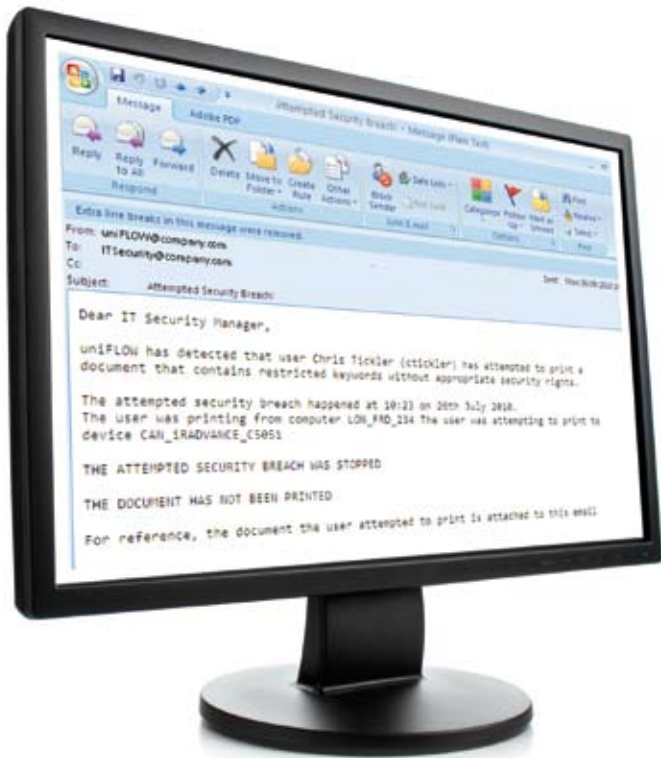 Attempted Security Breach! - Message (Plain Text)
Message Adobe PDF
Reply
Reply to All
Forward
Delete
Move to Folder
Create Rule
Other Actions
Block Sender
Safe Lists
Categorize
Follow Up
Mark as Unread
Find
Related
Select
Respond
Actions
Junk E-mail
Options
Find
Extra line breaks in this message were removed.
From: uniFLOW@company.com
To: ITSecurity@company.com
Cc:
Subject: Attempted Security Breach!
Sent:
Dear IT Security Manager,
uniFLOW has detected that user Chris Tickler (ctickler) has attempted to print a
document that contains restricted keywords without appropriate security rights.
The attempted security breach happened at 10:23 on 26th July 2010.
The user was printing from computer LON_FRD_134 The user was attempting to print to
device CAN_iRADVANCE_C5051
THE ATTEMPTED SECURITY BREACH WAS STOPPED
THE DOCUMENT HAS NOT BEEN PRINTED
For reference, the document the user attempted to print is attached to this email